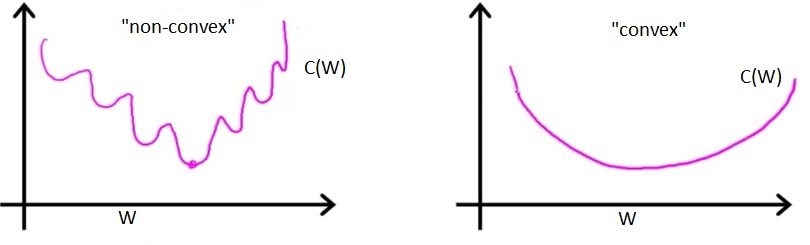 "non-convex"
C(W)
W
"convex"
C(W)
W